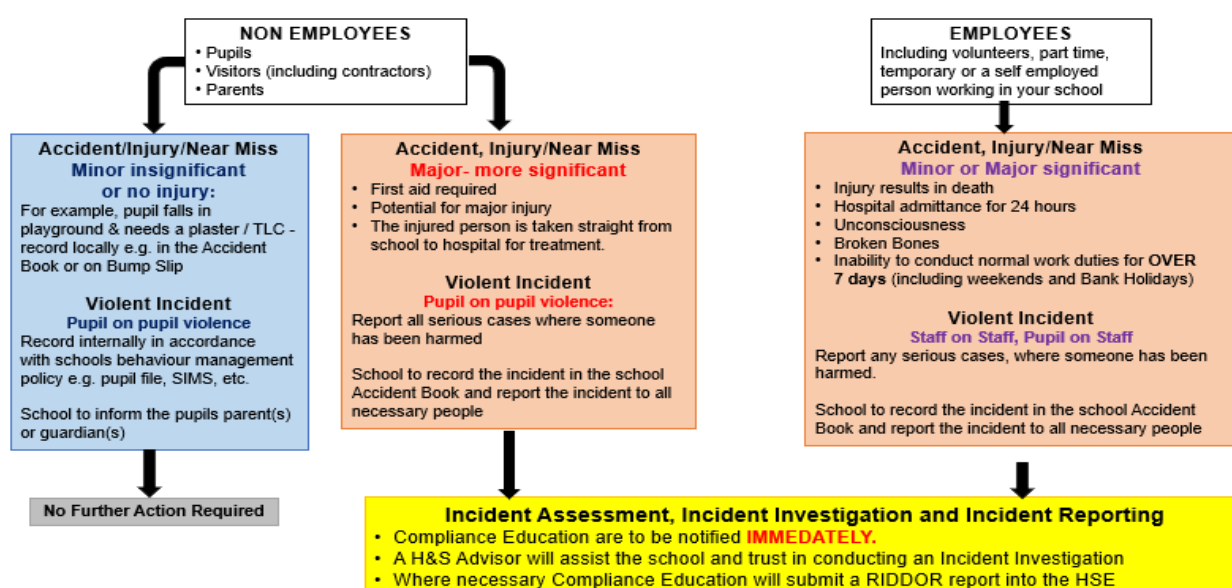 NON EMPLOYEES
• Pupils
• Visitors (including contractors)
• Parents
EMPLOYEES
Including volunteers, part time,
temporary or a self employed
person working in your school
Accident/Injury/Near Miss
Minor insignificant
or no injury:
For example, pupil falls in
playground & needs a plaster / TLC -
record locally e.g. in the Accident
Book or on Bump Slip
Violent Incident
Pupil on pupil violence
Record internally in accordance
with schools behaviour management
policy e.g. pupil file, SIMS, etc.
School to inform the pupils parent(s)
or guardian(s)
No Further Action Required
Accident, Injury/Near Miss
Major- more significant
• First aid required
• Potential for major injury
• The injured person is taken straight from
school to hospital for treatment.
Violent Incident
Pupil on pupil violence:
Report all serious cases where someone
has been harmed
School to record the incident in the school
Accident Book and report the incident to all
necessary people
Accident, Injury/Near Miss
Minor or Major significant
• Injury results in death
• Hospital admittance for 24 hours
• Unconsciousness
• Broken Bones
• Inability to conduct normal work duties for OVER
7 days (including weekends and Bank Holidays)
Violent Incident
Staff on Staff, Pupil on Staff
Report any serious cases, where someone has been
harmed.
School to record the incident in the school Accident
Book and report the incident to all necessary people
Incident Assessment, Incident Investigation and Incident Reporting
• Compliance Education are to be notified IMMEDATELY.
• A H&S Advisor will assist the school and trust in conducting an Incident Investigation
• Where necessary Compliance Education will submit a RIDDOR report into the HSE